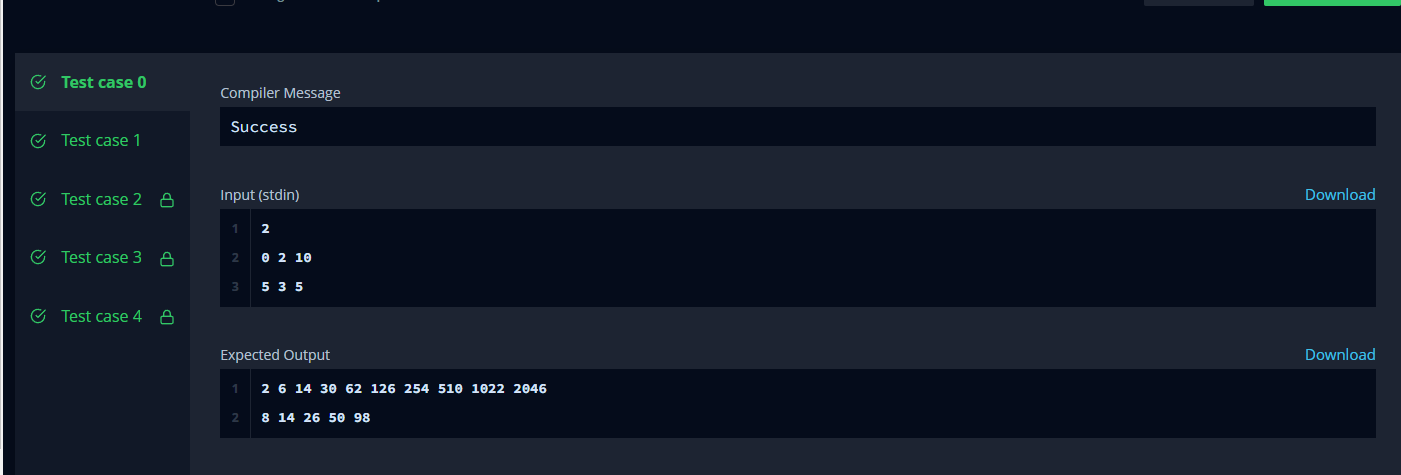 Test case 0
Test case 1
Test case 2
Test case 3
Test case 4
Compiler Message
Success
Input (stdin)
Download
1 2
2 0 2 10
3 5 3 5
Expected Output
Download
1 2 6 14 30 62 126 254 510 1022 2046
2 8 14 26 50 98